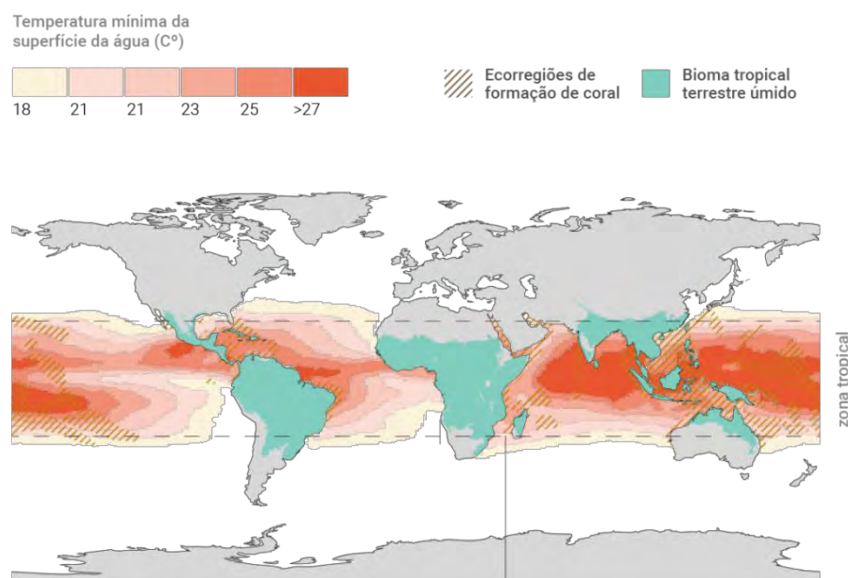 Temperatura mínima da
superfície da água (Cº)
18 21 21 23 25 >27
Ecorregiões de
formação de coral
Bioma tropical
terrestre úmido
zona tropical